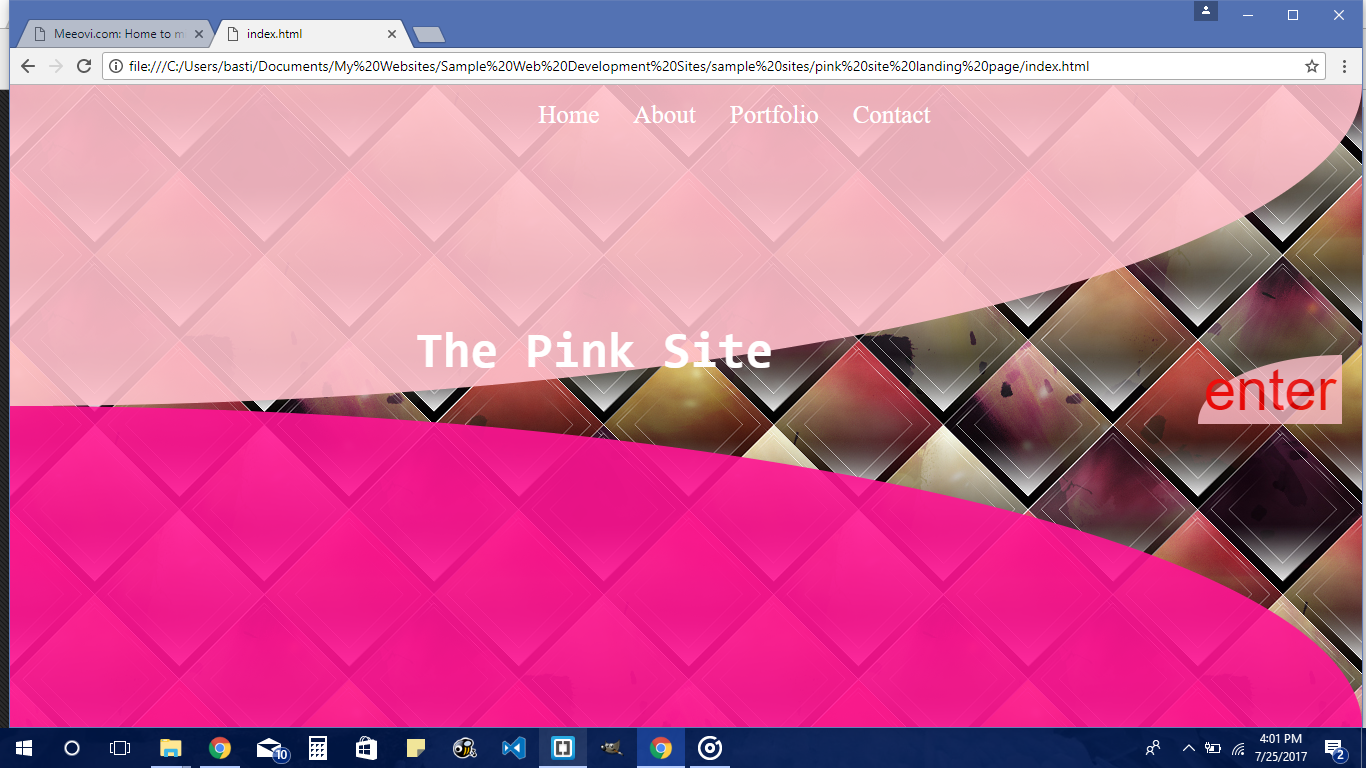 Meeovi.com: Home to m
index.html
file:///C:/Users/basti/Documents/My%20Websites/Sample%20Web%20Development%20Sites/sample%20sites/pink%20site%20landing%20page/index.html
Home About Portfolio Contact
The Pink Site
enter
10
4:01 PM
7/25/2017
2